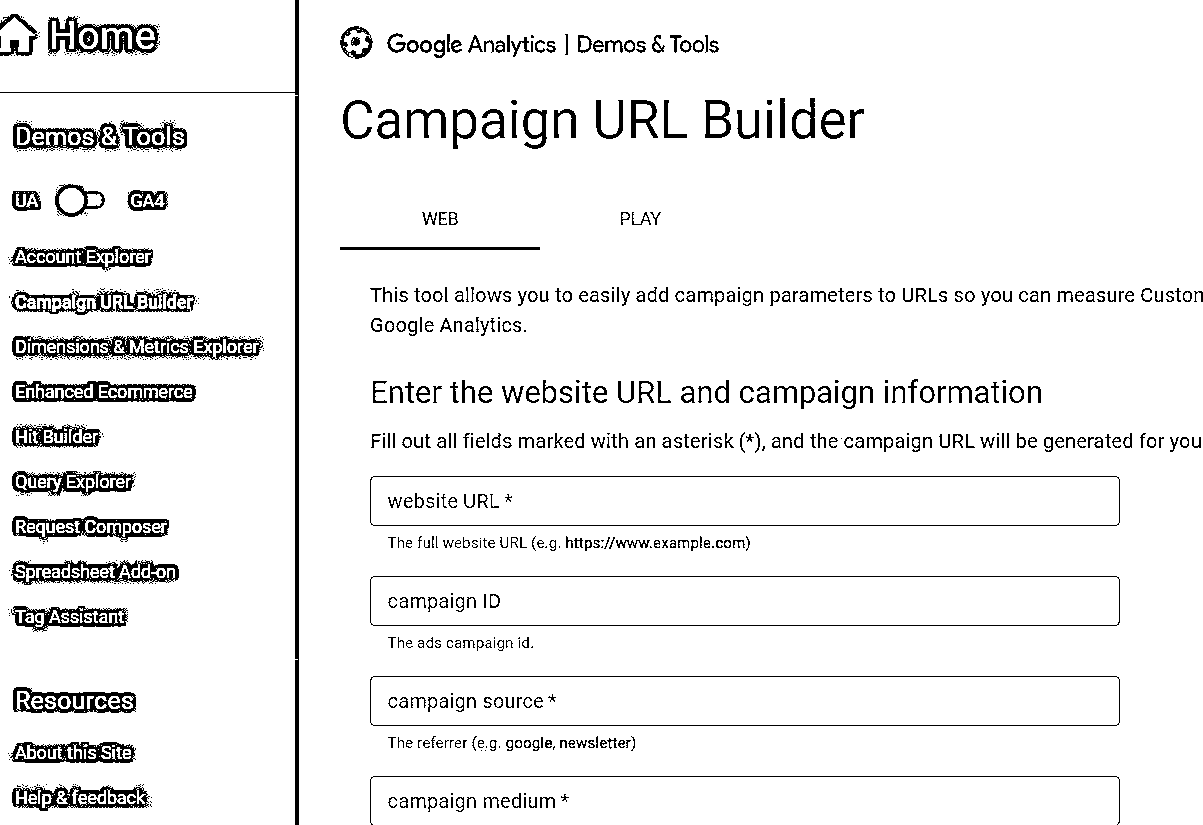 Home
Demos & Tools
UA GA4
Account Explorer
Campaign URL Builder
Dimensions & Metrics Explorer
Enhanced Ecommerce
Hit Builder
Query Explorer
Request Composer
Spreadsheet Add-on
Tag Assistant
Resources
About this Site
Help & feedback
Google Analytics | Demos & Tools
Campaign URL Builder
WEB PLAY
This tool allows you to easily add campaign parameters to URLs so you can measure Custon
Google Analytics.
Enter the website URL and campaign information
Fill out all fields marked with an asterisk (*), and the campaign URL will be generated for you
website URL *
The full website URL (e.g. https://www.example.com)
campaign ID
The ads campaign id.
campaign source *
The referrer (e.g. google, newsletter)
campaign medium *